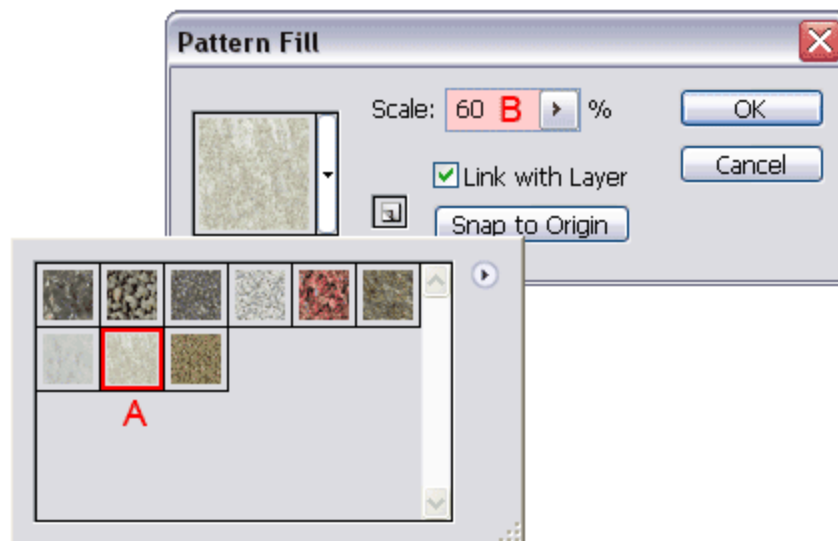 Pattern Fill
Scale: 60 B %
OK
Link with Layer
Cancel
Snap to Origin
A